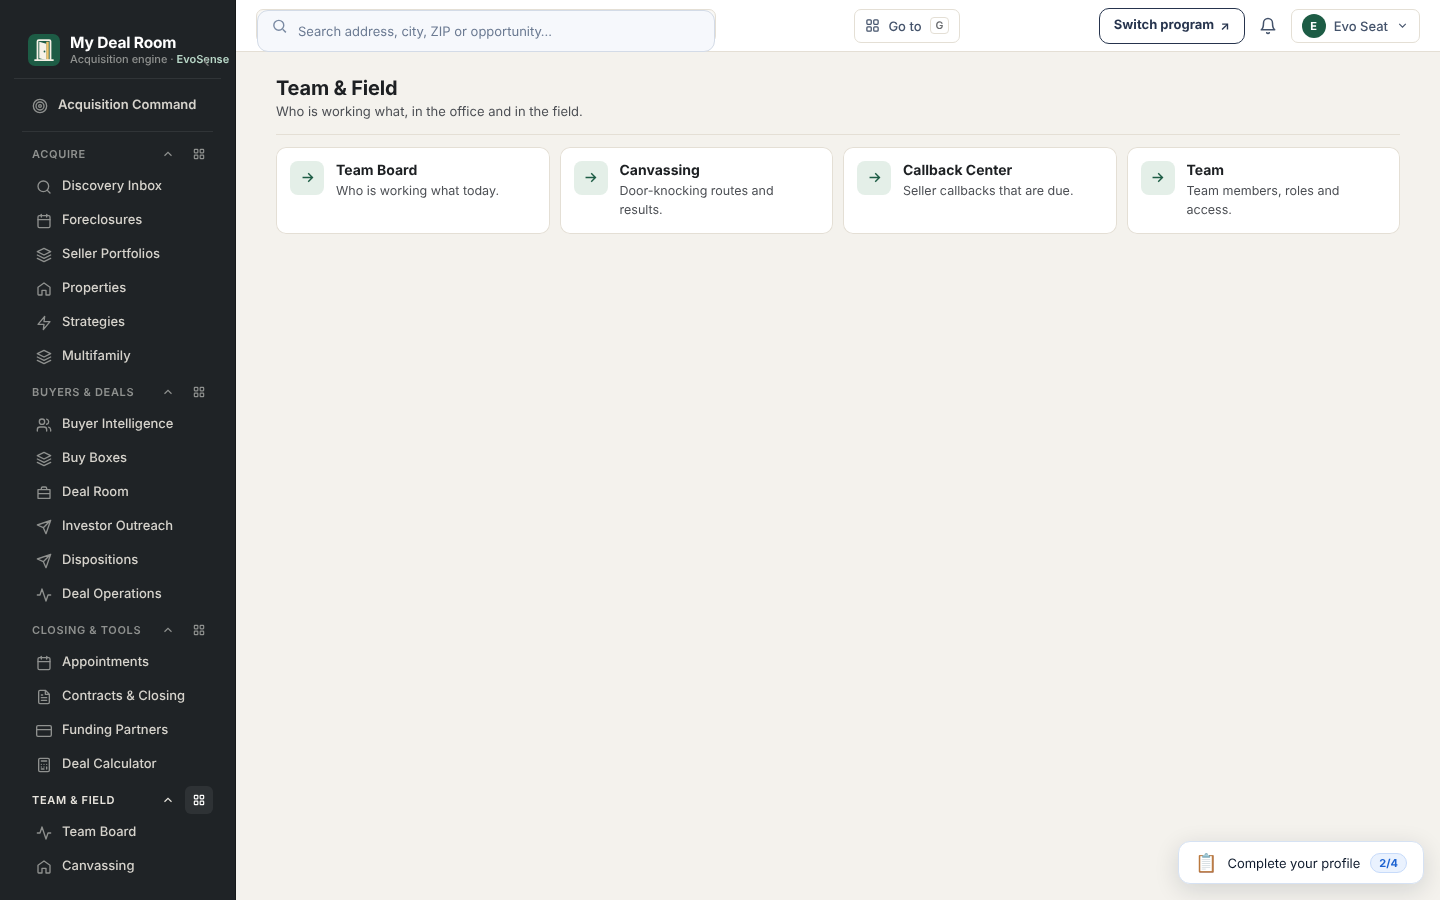 My Deal Room
Acquisition engine · EvoSense
Acquisition Command
ACQUIRE
Discovery Inbox
Foreclosures
Seller Portfolios
Properties
Strategies
Multifamily
BUYERS & DEALS
Buyer Intelligence
Buy Boxes
Deal Room
Investor Outreach
Dispositions
Deal Operations
CLOSING & TOOLS
Appointments
Contracts & Closing
Funding Partners
Deal Calculator
TEAM & FIELD
Team Board
Canvassing
Search address, city, ZIP or opportunity...
Go to G
Switch program
E Evo Seat
Team & Field
Who is working what, in the office and in the field.
Team Board
Who is working what today.
Canvassing
Door-knocking routes and
results.
Callback Center
Seller callbacks that are due.
Team
Team members, roles and
access.
Complete your profile 2/4